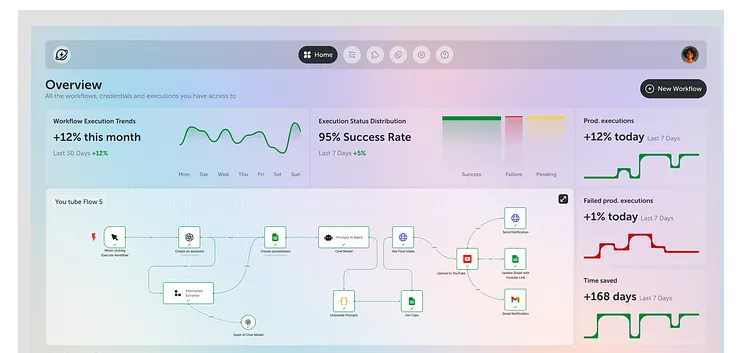 Home
Overview
All the workflows, credentials and executions you have access to
New Workflow
Workflow Execution Trends
+12% this month
Last 30 Days +12%
Mon Tue Wed Thu Fri Sat Sun
Execution Status Distribution
95% Success Rate
Last 7 Days +5%
Success Failure Pending
Prod. executions
+12% today Last 7 Days
You tube Flow 5
When clicking
'Execute workflow'
Create an assistant
Create spreadsheet
Prompts AI Agent
Chat Model
Get Your Video
Upload to YouTube
Send Notification
Update Sheet with
Youtube Link
Gmail Notification
Information
Extractor
Open AI Chat Model
Prompts
Get Clips
Failed prod. executions
+1% today Last 7 Days
Time saved
+168 days Last 7 Days